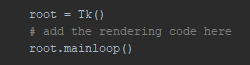 root = Tk()
# add the rendering code here
root.mainloop()